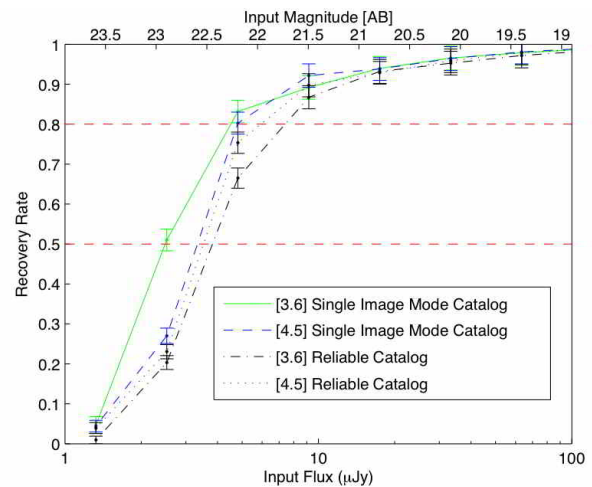 Input Magnitude [AB]
23.5 23 22.5 22 21.5 21 20.5 20 19.5 19
1
0.9
0.8
0.7
0.6
0.5
0.4
0.3
0.2
0.1
0
Recovery Rate
[3.6] Single Image Mode Catalog
[4.5] Single Image Mode Catalog
[3.6] Reliable Catalog
[4.5] Reliable Catalog
1 10 100
Input Flux (μJy)